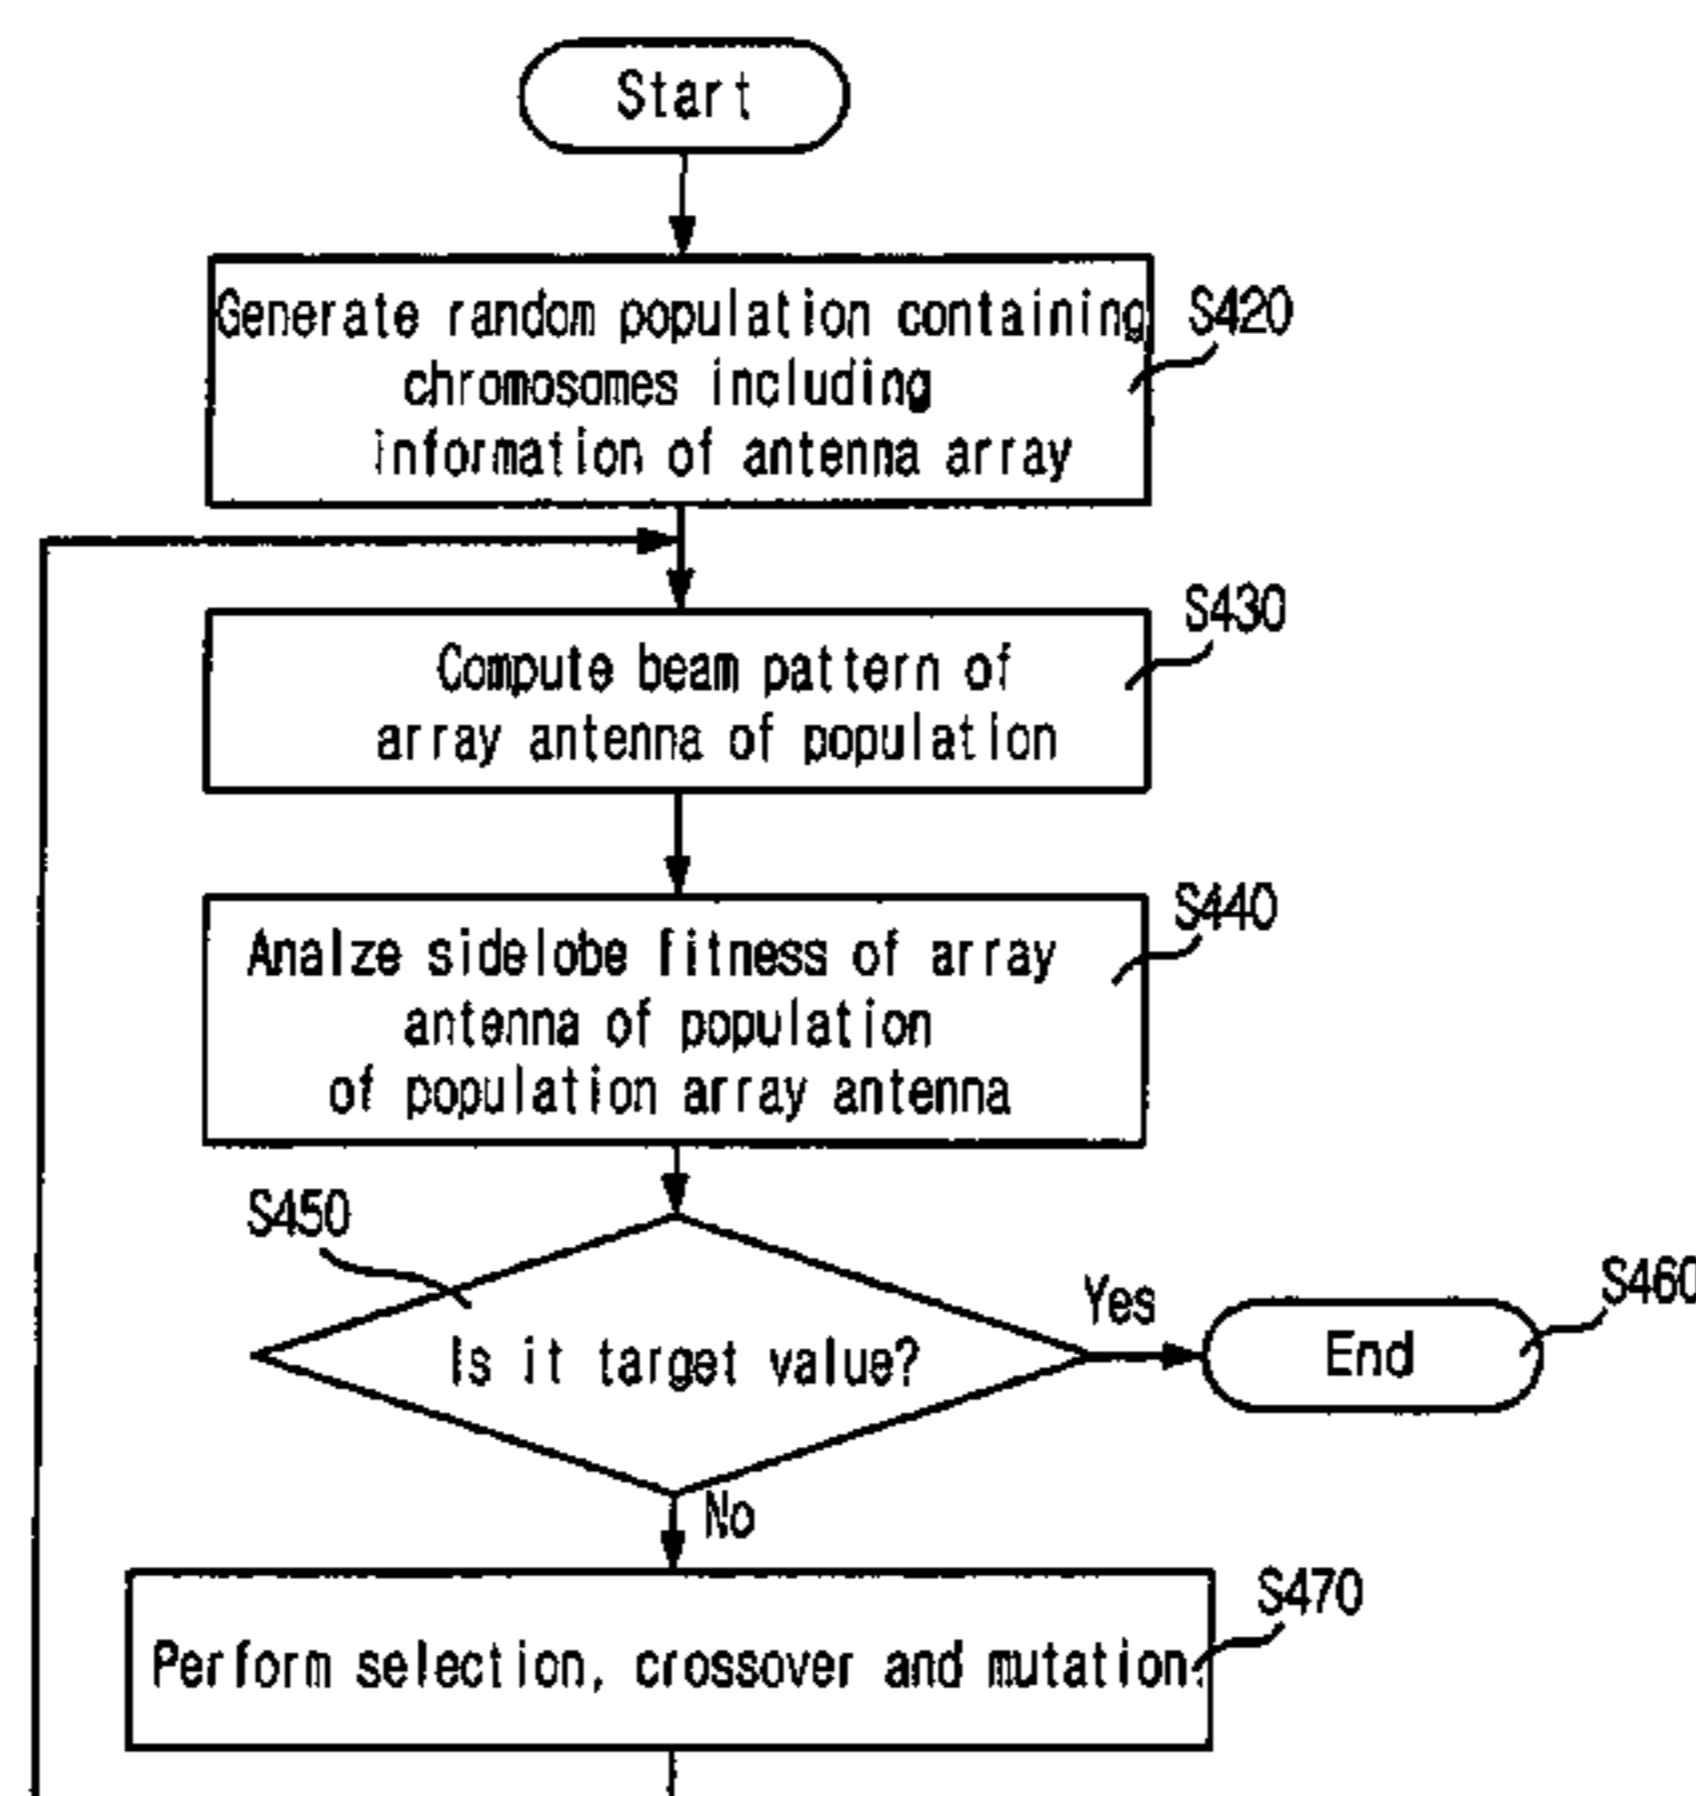 Start
Generate random population containing
chromosomes including
information of antenna array
S420
S430
Compute beam pattern of
array antenna of population
S440
Analze sidelobe fitness of array
antenna of population
of population array antenna
S450
Is it target value?
Yes
End
S460
No
S470
Perform selection, crossover and mutation.